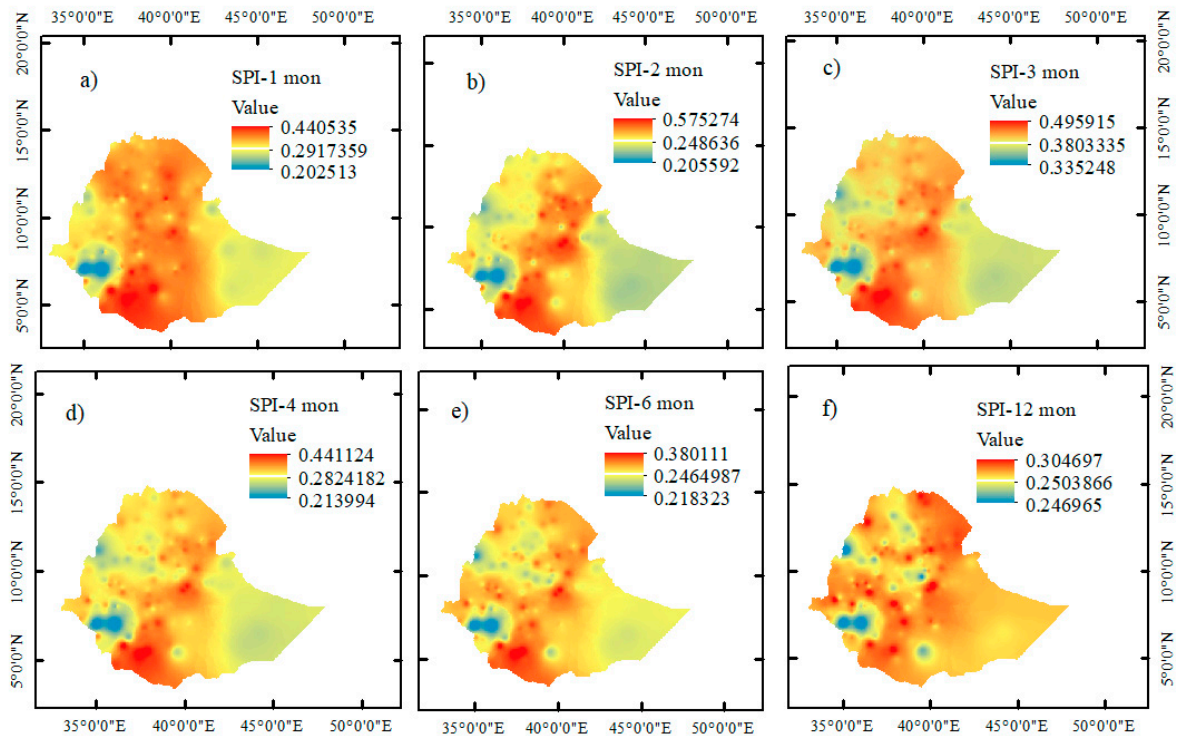 35°0'0"E 40°0'0"E 45°0'0"E 50°0'0"E
35°0'0"E 40°0'0"E 45°0'0"E 50°0'0"E
35°0'0"E 40°0'0"E 45°0'0"E 50°0'0"E
20°0'0"N
15°0'0"N
10°0'0"N
5°0'0"N
a)
SPI-1 mon
Value
0.440535
0.2917359
0.202513
b)
SPI-2 mon
Value
0.575274
0.248636
0.205592
c)
SPI-3 mon
Value
0.495915
0.3803335
0.335248
20°0'0"N
15°0'0"N
10°0'0"N
5°0'0"N
20°0'0"N
15°0'0"N
10°0'0"N
5°0'0"N
d)
SPI-4 mon
Value
0.441124
0.2824182
0.213994
e)
SPI-6 mon
Value
0.380111
0.2464987
0.218323
f)
SPI-12 mon
Value
0.304697
0.2503866
0.246965
20°0'0"N
15°0'0"N
10°0'0"N
5°0'0"N
35°0'0"E 40°0'0"E 45°0'0"E 50°0'0"E
35°0'0"E 40°0'0"E 45°0'0"E 50°0'0"E
35°0'0"E 40°0'0"E 45°0'0"E 50°0'0"E